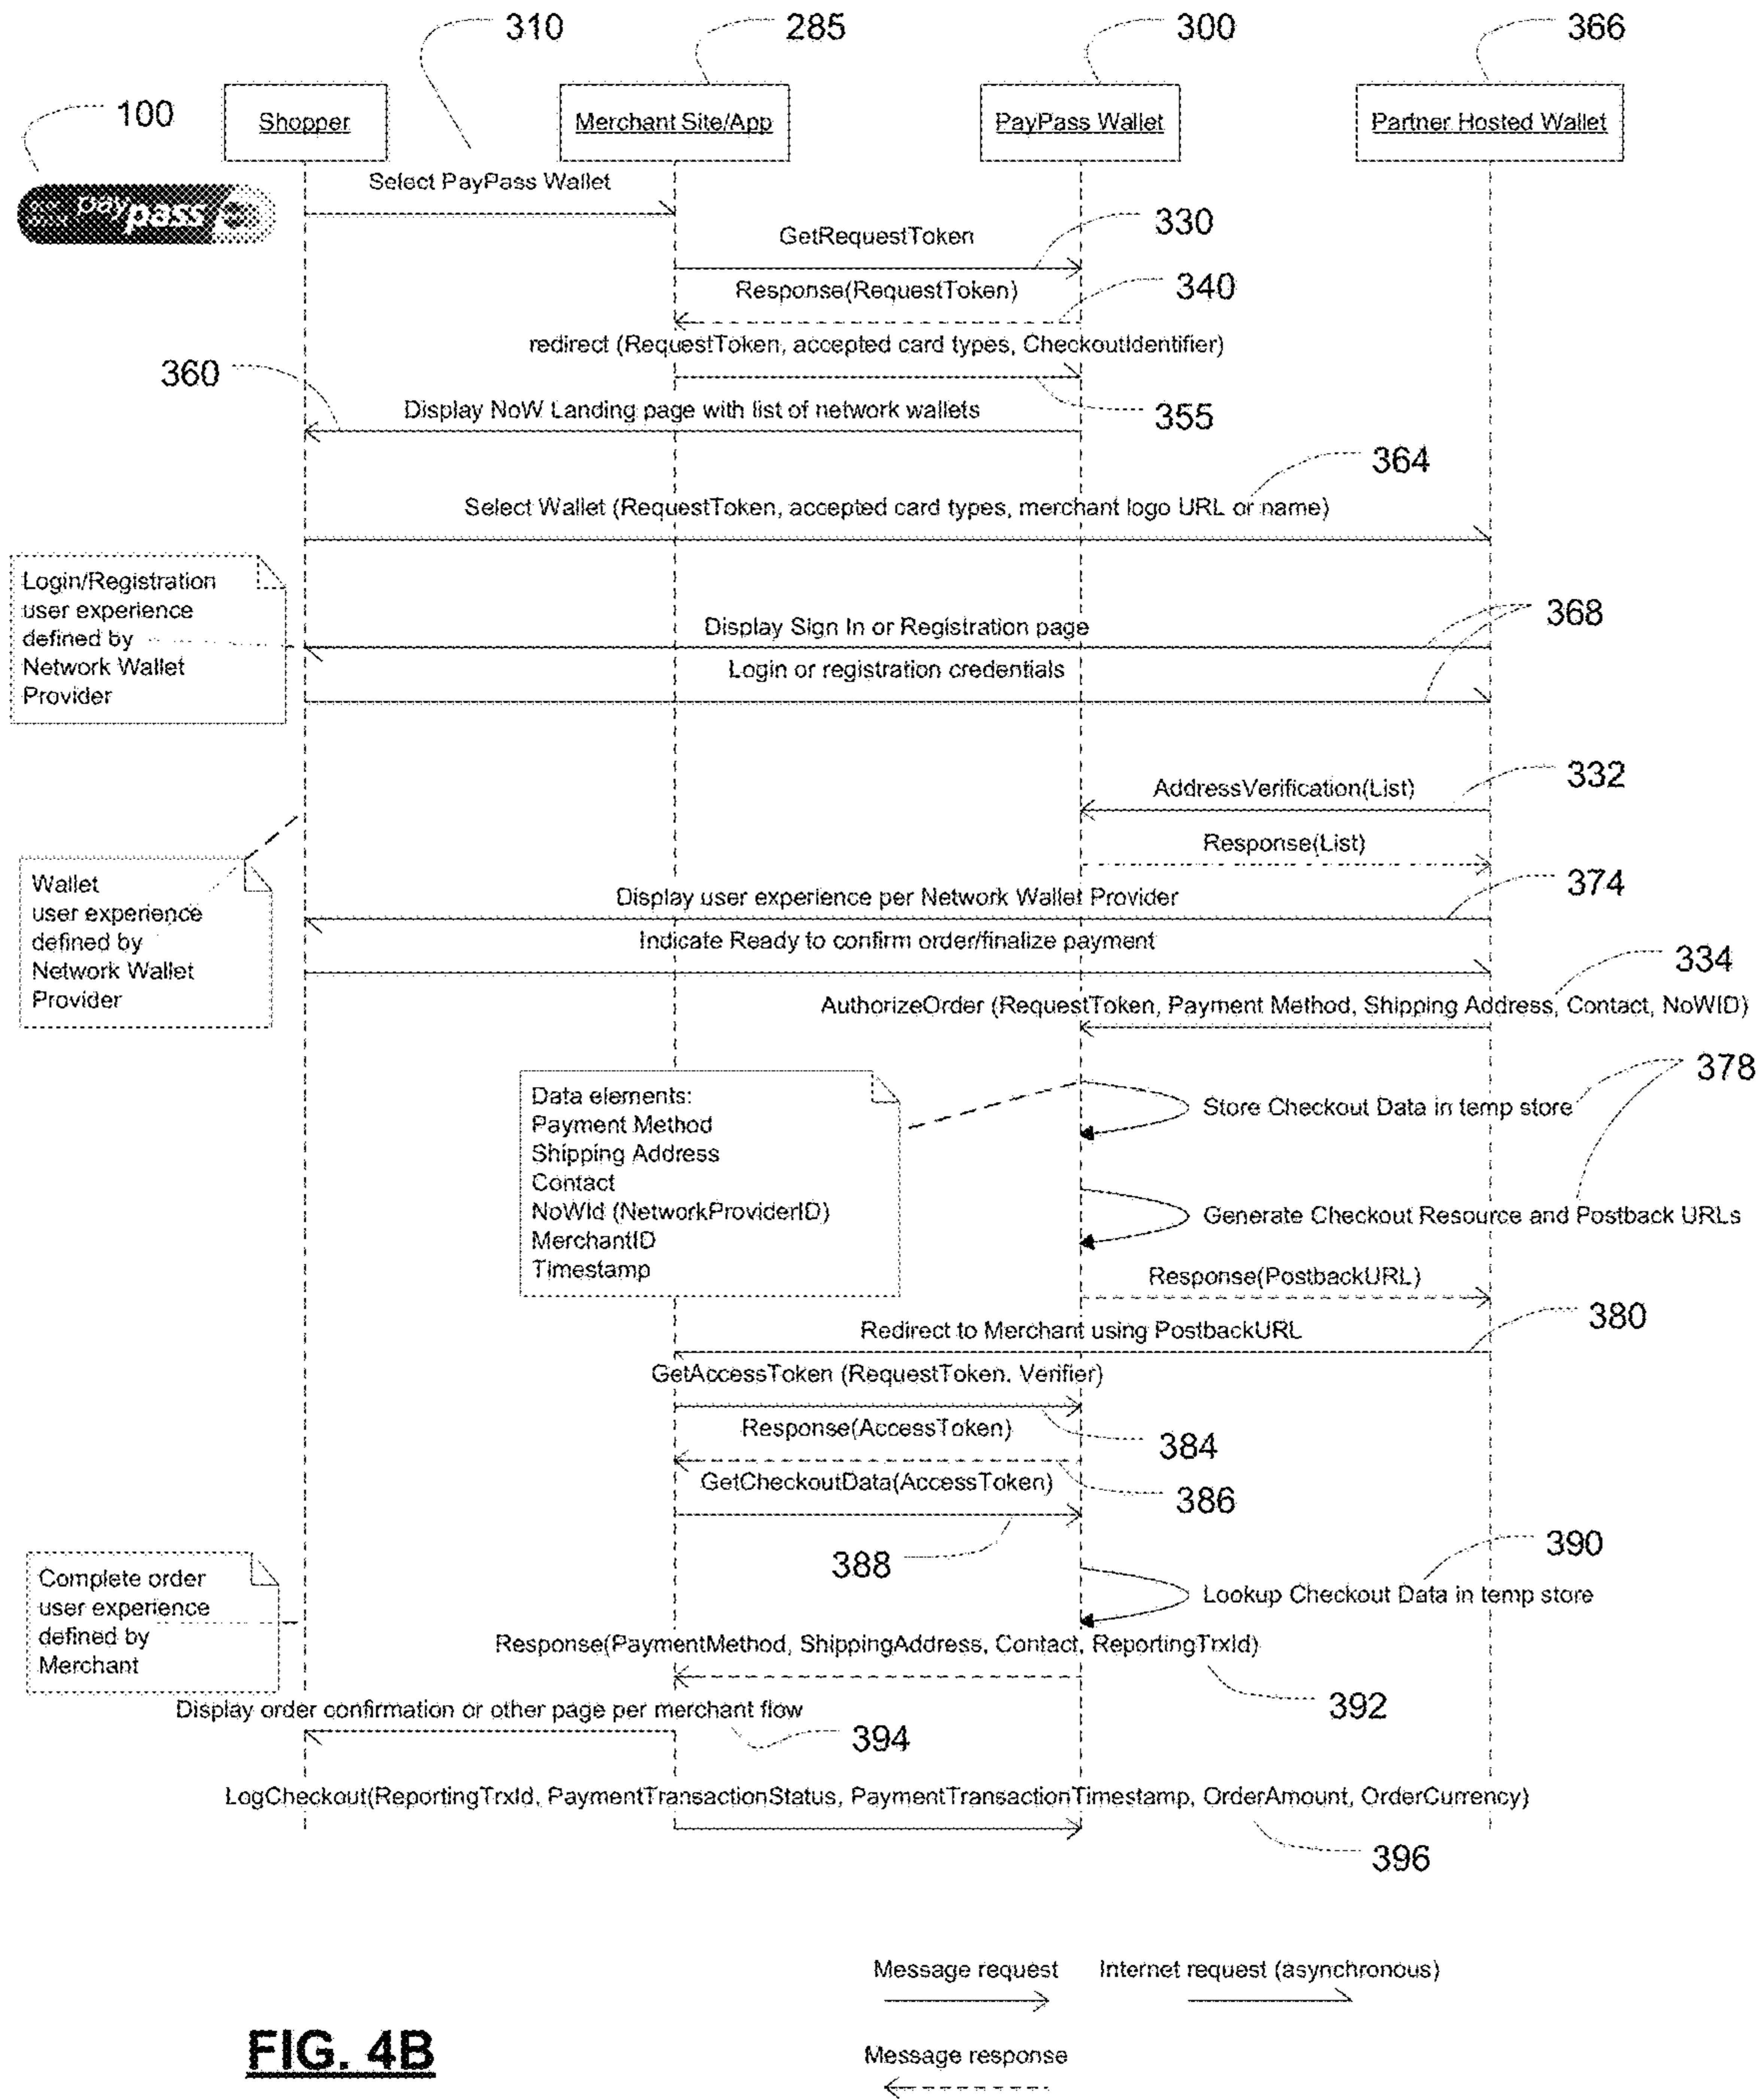 310
285
300
366
100
Shopper
Merchant Site/App
PayPass Wallet
Partner Hosted Wallet
paypass
Select PayPass Wallet
330
GetRequestToken
Response(RequestToken)
340
redirect (RequestToken, accepted card types, CheckoutIdentifier)
360
Display NoW Landing page with list of network wallets
355
364
Select Wallet (RequestToken, accepted card types, merchant logo URL or name)
Login/Registration
user experience
defined by
Network Wallet
Provider
368
Display Sign In or Registration page
Login or registration credentials
332
AddressVerification(List)
Response(List)
Wallet
user experience
defined by
Network Wallet
Provider
374
Display user experience per Network Wallet Provider
Indicate Ready to confirm order/finalize payment
334
AuthorizeOrder (RequestToken, Payment Method, Shipping Address, Contact, NoWID)
378
Data elements:
Payment Method
Shipping Address
Contact
NoWId (NetworkProviderID)
MerchantID
Timestamp
Store Checkout Data in temp store
Generate Checkout Resource and Postback URLs
Response(PostbackURL)
380
Redirect to Merchant using PostbackURL
GetAccessToken (RequestToken, Verifier)
Response(AccessToken)
384
GetCheckoutData(AccessToken)
386
388
390
Complete order
user experience
defined by
Merchant
Lookup Checkout Data in temp store
Response(PaymentMethod, ShippingAddress, Contact, ReportingTrxId)
392
Display order confirmation or other page per merchant flow
394
LogCheckout(ReportingTrxId, PaymentTransactionStatus, PaymentTransactionTimestamp, OrderAmount, OrderCurrency)
396
Message request
Internet request (asynchronous)
FIG. 4B
Message response